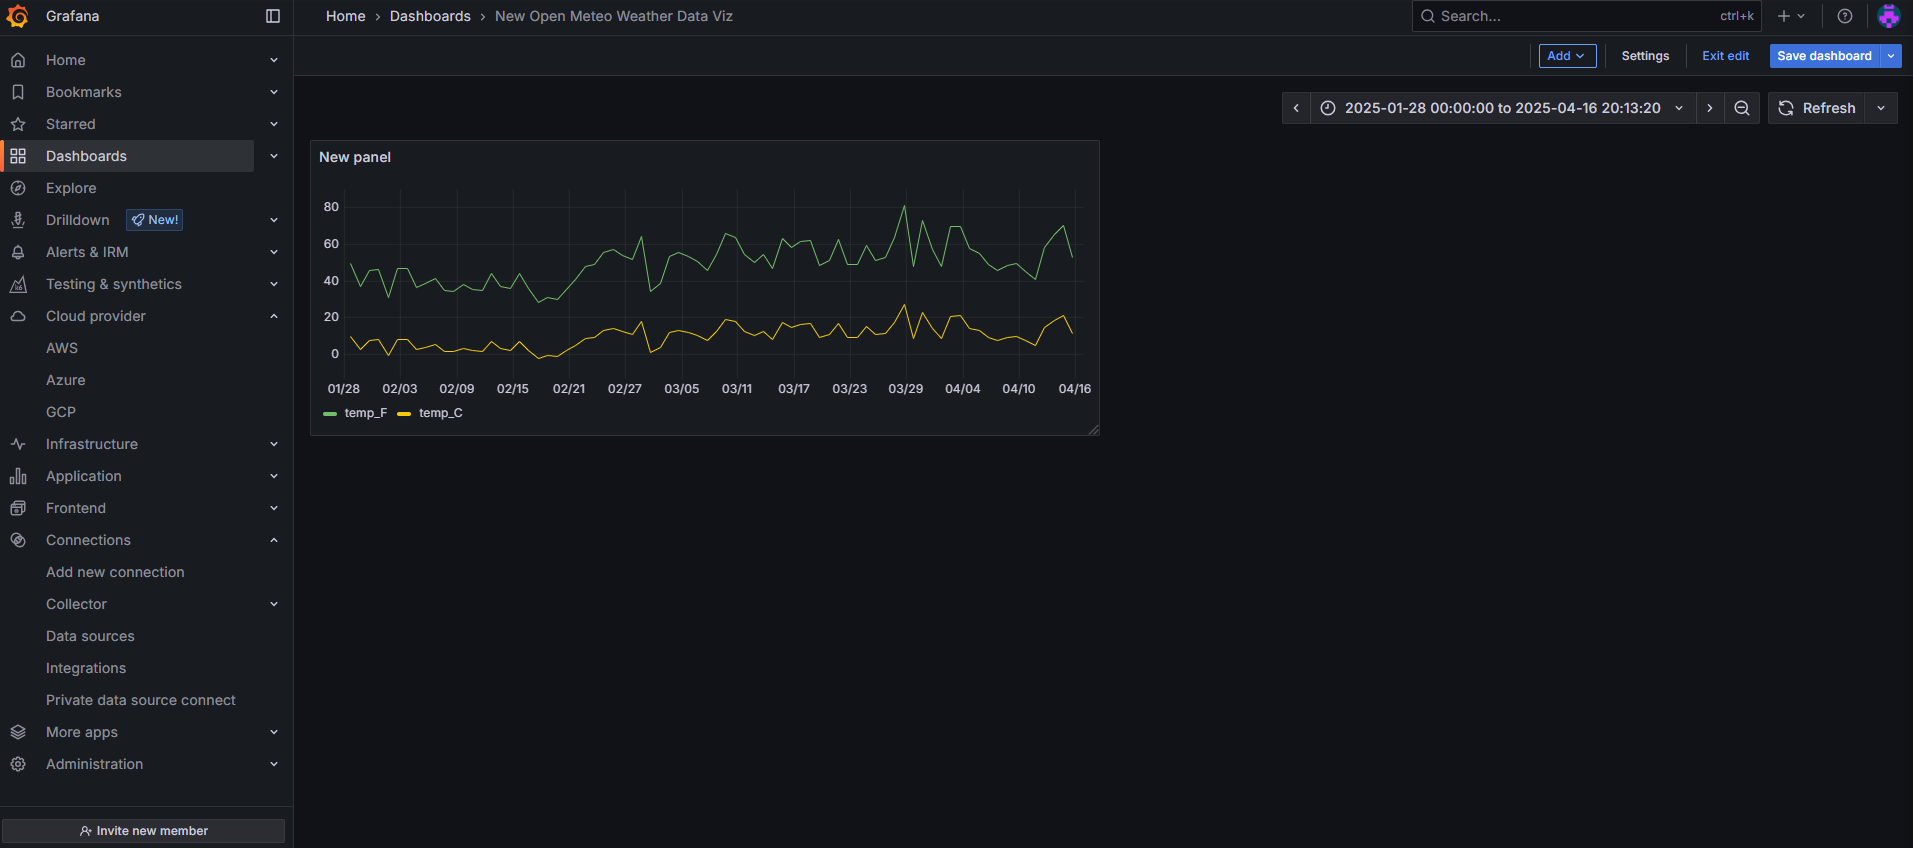 Grafana
Home › Dashboards › New Open Meteo Weather Data Viz
Search...
ctrl+k
Add
Settings
Exit edit
Save dashboard
Home
Bookmarks
Starred
Dashboards
Explore
Drilldown
New!
Alerts & IRM
Testing & synthetics
Cloud provider
AWS
Azure
GCP
Infrastructure
Application
Frontend
Connections
Add new connection
Collector
Data sources
Integrations
Private data source connect
More apps
Administration
Invite new member
2025-01-28 00:00:00 to 2025-04-16 20:13:20
Refresh
New panel
80
60
40
20
0
01/28 02/03 02/09 02/15 02/21 02/27 03/05 03/11 03/17 03/23 03/29 04/04 04/10 04/16
temp_F temp_C